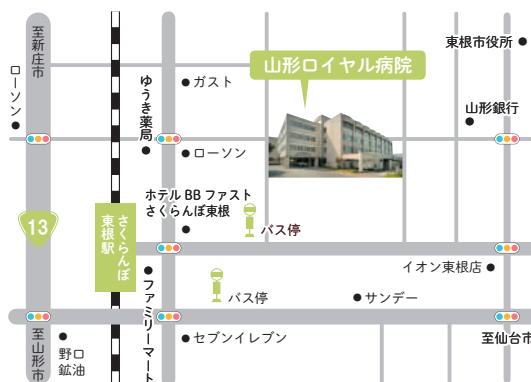 至新庄市
ローソン
ゆうき薬局
ガスト
山形ロイヤル病院
東根市役所
山形銀行
ローソン
ホテル BB ファスト
さくらんぼ東根
バス停
13
さくらんぼ
東根駅
イオン東根店
バス停
サンデー
ファミリーマート
セブンイレブン
至仙台市
至山形市
野口
鉱油